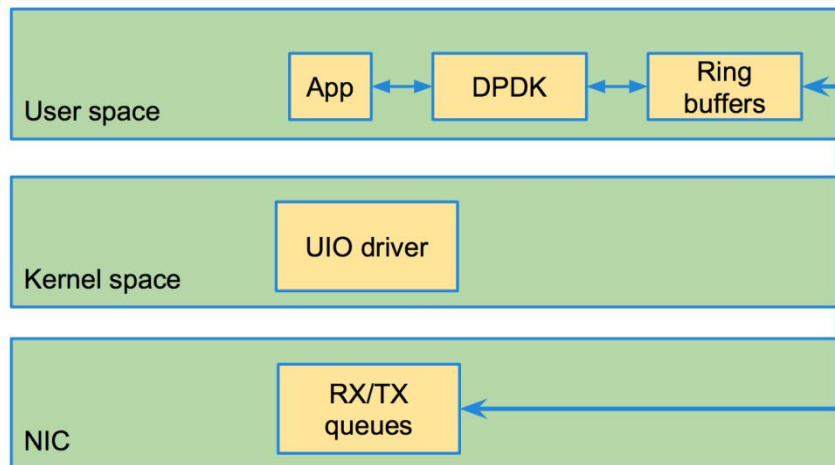 App
DPDK
Ring
buffers
User space
UIO driver
Kernel space
RX/TX
queues
NIC